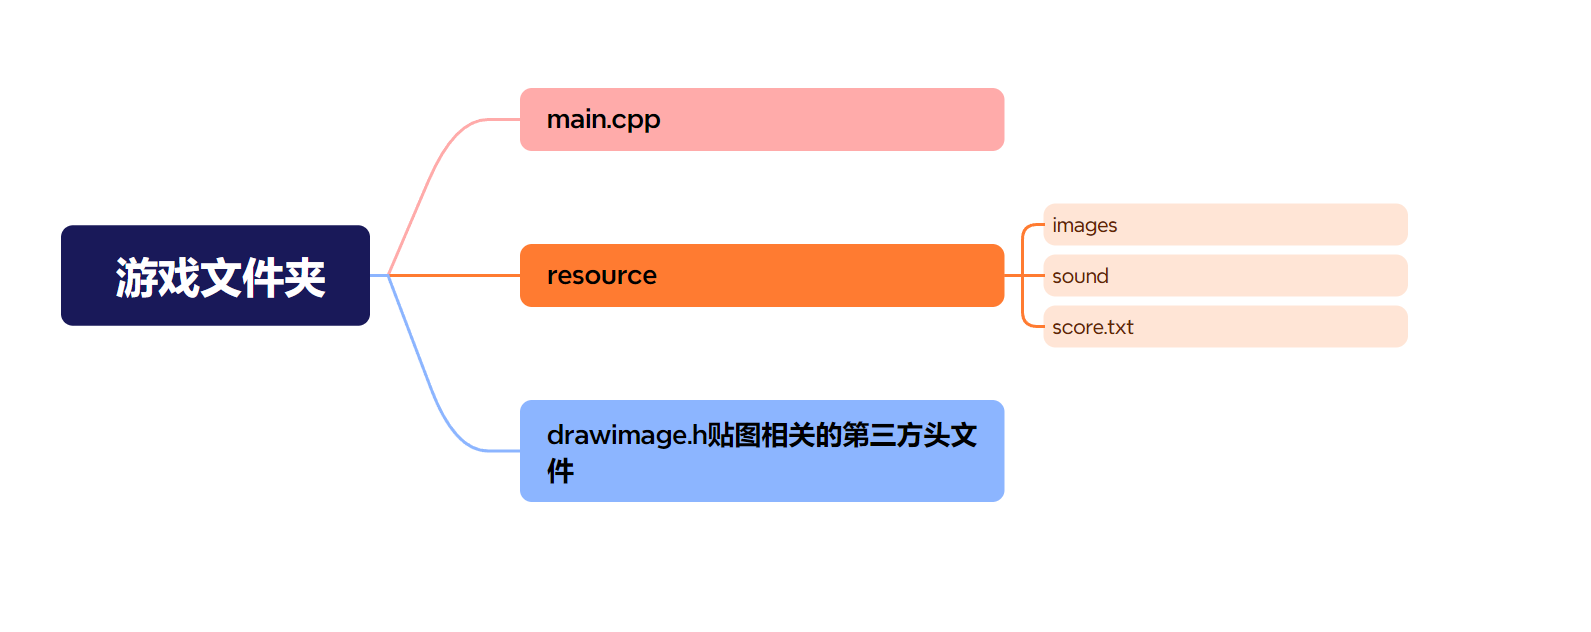 游戏文件夹
main.cpp
resource
images
sound
score.txt
drawimage.h贴图相关的第三方头文
件